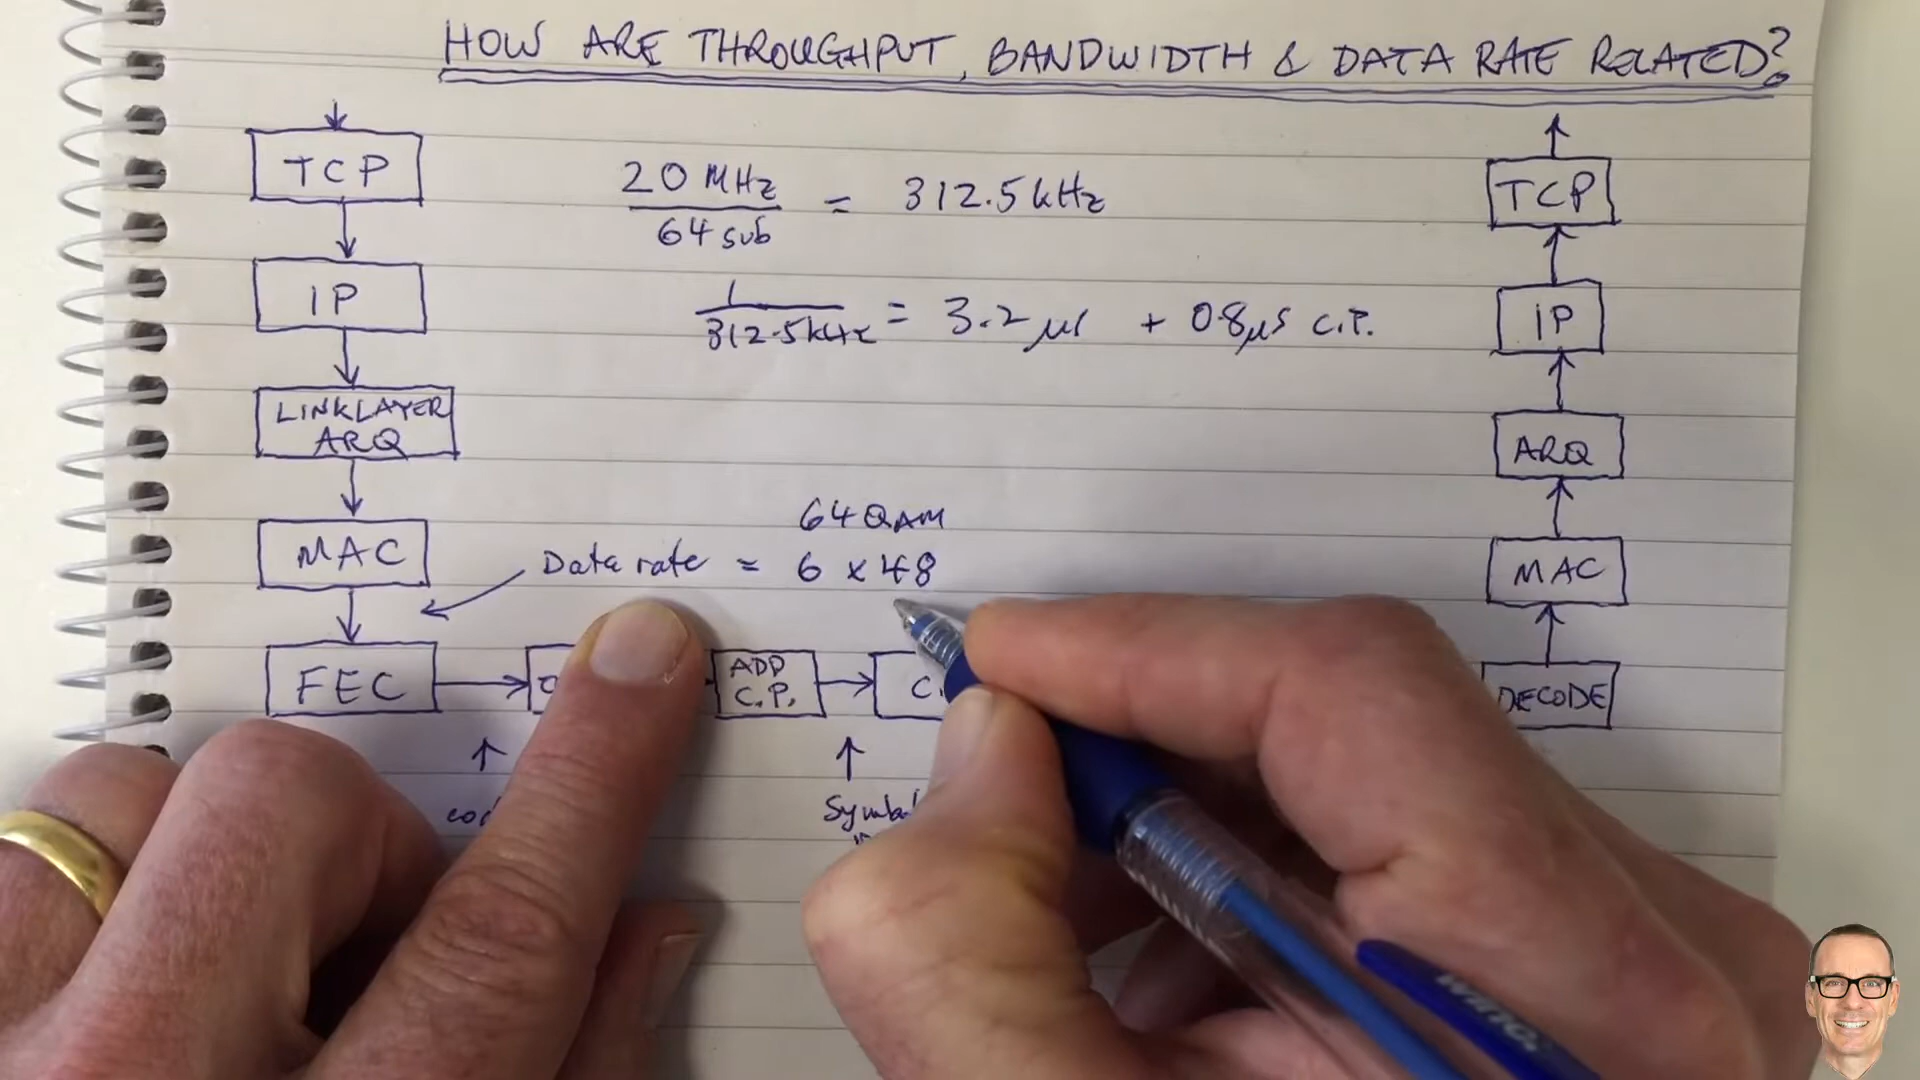 HOW ARE THROUGHPUT, BANDWIDTH & DATA RATE RELATED?
TCP
IP
LINKLAYER
ARQ
MAC
FEC
20 MHz
64 sub
= 312.5 kHz
1
312.5 kHz
= 3.2 μs + 0.8 μs C.P.
64 QAM
Data rate = 6 x 48
ADD
C.P.
TCP
IP
ARQ
MAC
DECODE